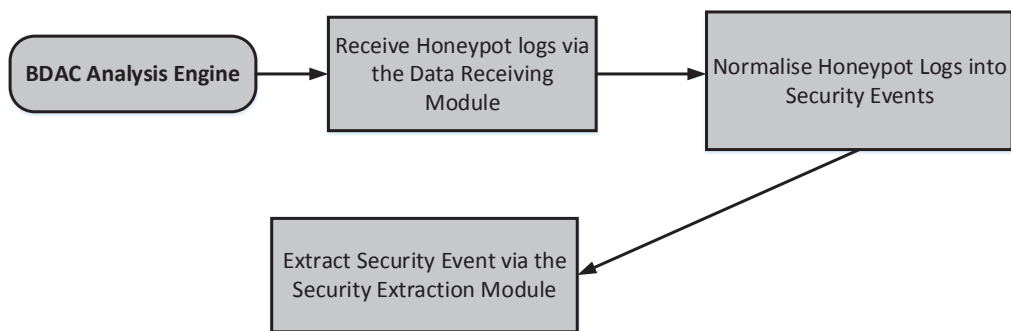 BDAC Analysis Engine
Receive Honeypot logs via
the Data Receiving
Module
Normalise Honeypot Logs into
Security Events
Extract Security Event via the
Security Extraction Module